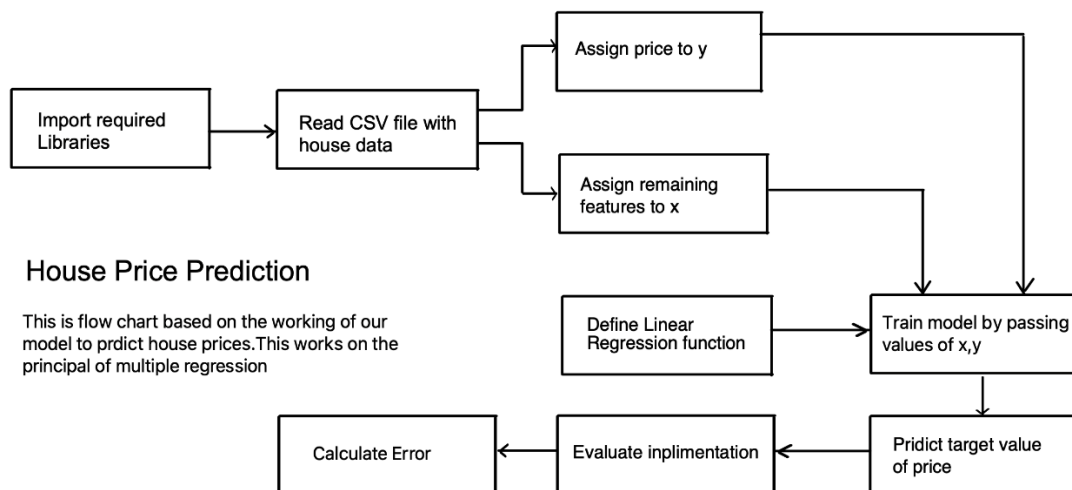 Assign price to y
Import required
Libraries
Read CSV file with
house data
Assign remaining
features to x
House Price Prediction
This is flow chart based on the working of our
model to prdict house prices.This works on the
principal of multiple regression
Define Linear
Regression function
Train model by passing
values of x,y
Calculate Error
Evaluate inplimentation
Pridict target value
of price